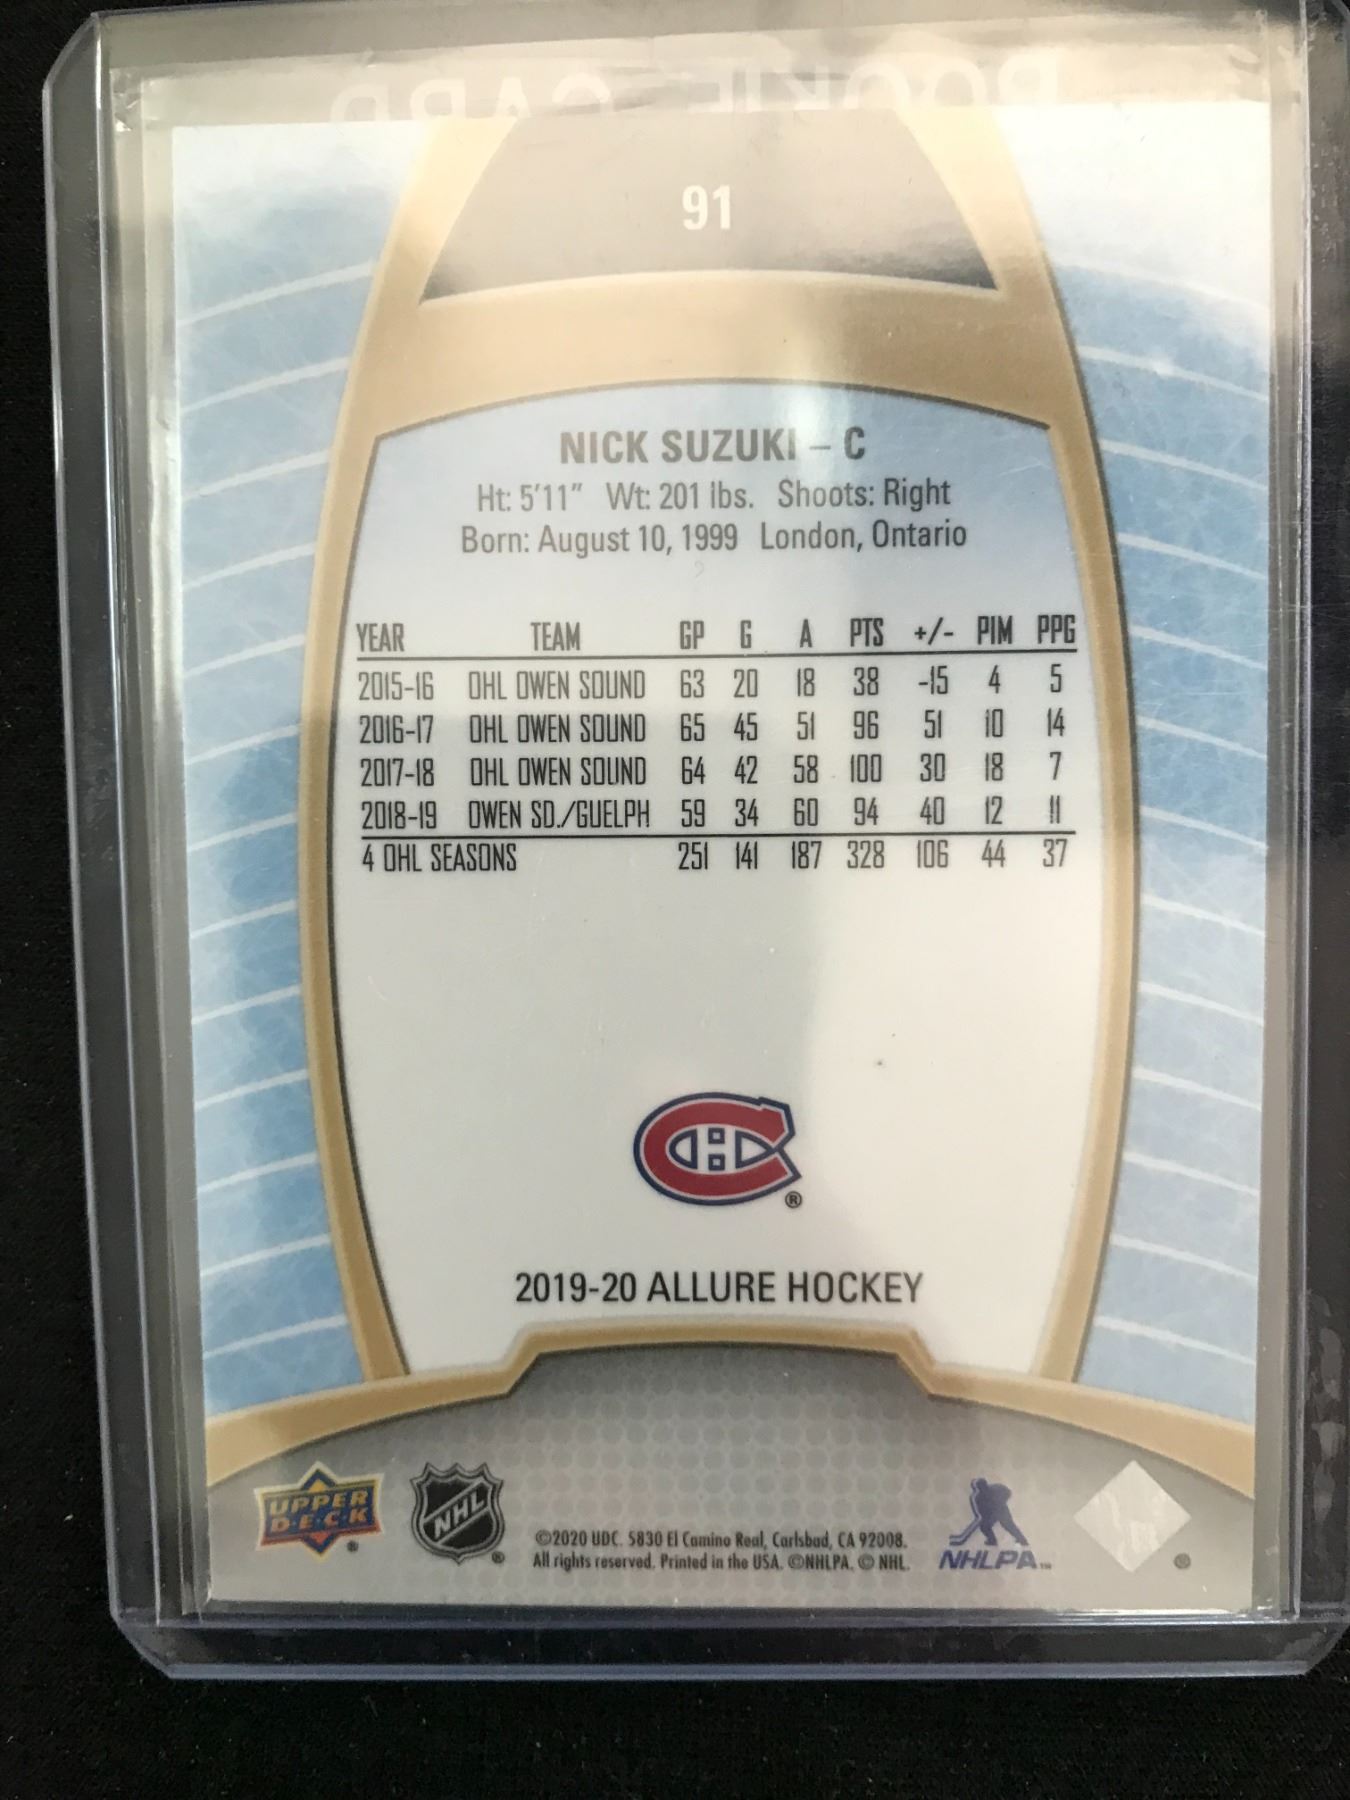 ROOKIE CARD
91
NICK SUZUKI – C
Ht: 5'11" Wt: 201 lbs. Shoots: Right
Born: August 10, 1999 London, Ontario
YEAR TEAM GP G A PTS +/- PIM PPG
2015-16 OHL OWEN SOUND 63 20 18 38 -15 4 5
2016-17 OHL OWEN SOUND 65 45 51 96 51 10 14
2017-18 OHL OWEN SOUND 64 42 58 100 30 18 7
2018-19 OWEN SD./GUELPH 59 34 60 94 40 12 11
4 OHL SEASONS 251 141 187 328 106 44 37
CH ®
2019-20 ALLURE HOCKEY
UPPER DECK ®
NHL ®
©2020 UDC. 5830 El Camino Real, Carlsbad, CA 92008.
All rights reserved. Printed in the USA. ©NHLPA. © NHL.
NHLPA™
®